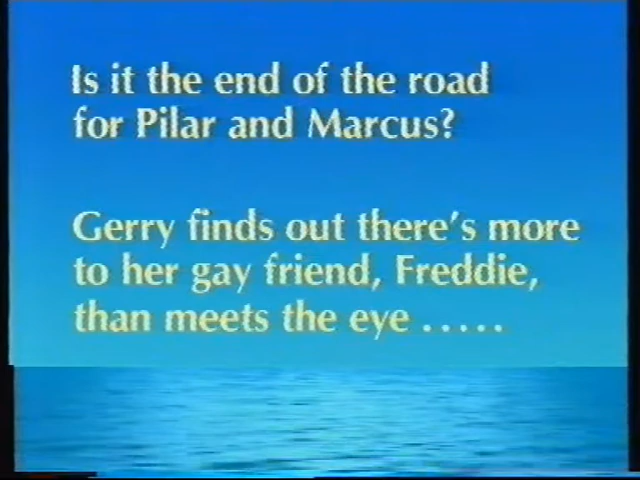 Is it the end of the road
for Pilar and Marcus?
Gerry finds out there's more
to her gay friend, Freddie,
than meets the eye .....